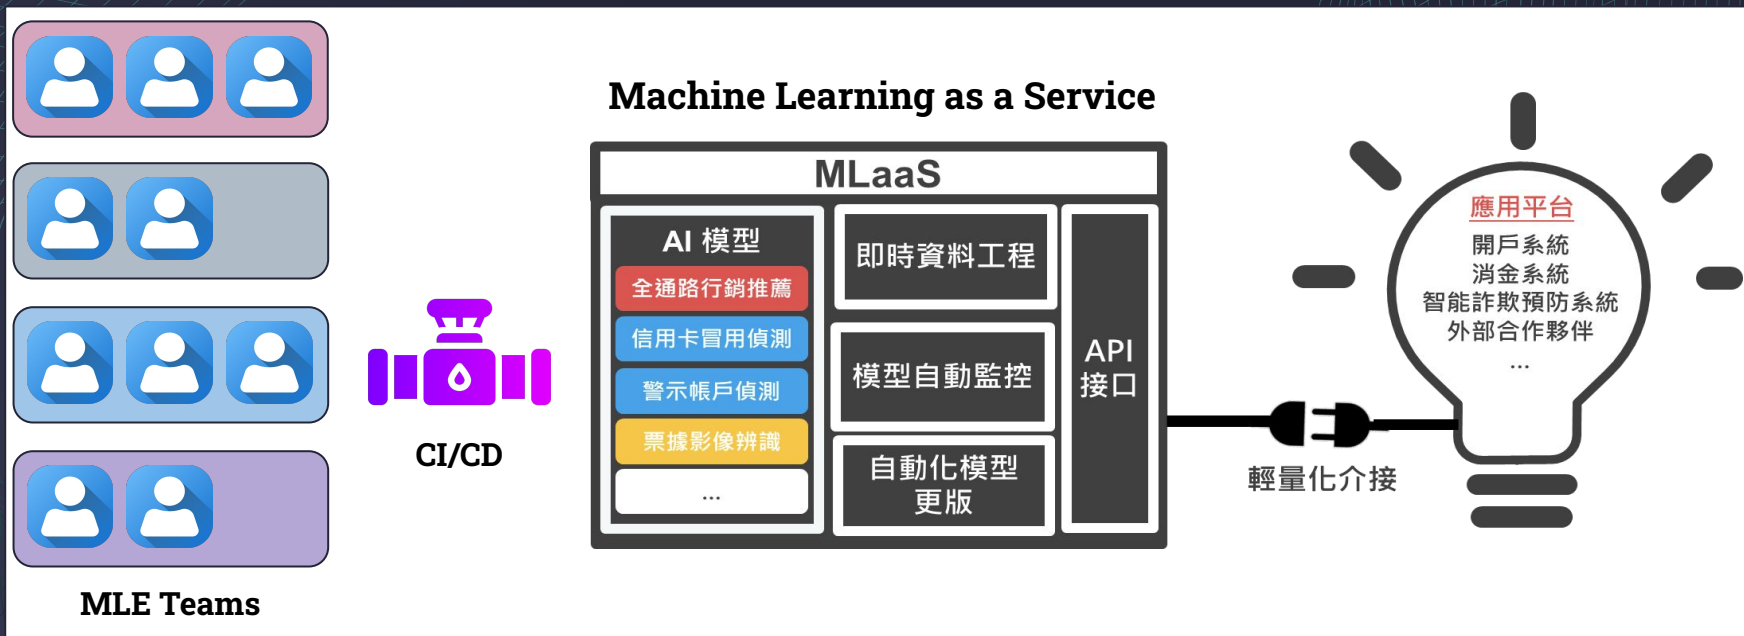 MLE Teams
CI/CD
Machine Learning as a Service
MLaaS
AI 模型
全通路行銷推薦
信用卡冒用偵測
警示帳戶偵測
票據影像辨識
...
即時資料工程
模型自動監控
自動化模型
更版
API
接口
輕量化介接
應用平台
開戶系統
消金系統
智能詐欺預防系統
外部合作夥伴
...